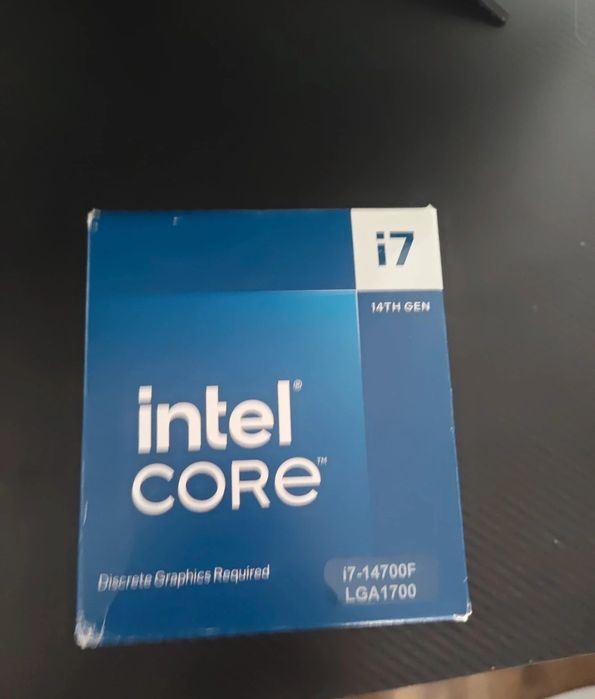 i7
14TH GEN
intel®
CORe™
Discrete Graphics Required
i7-14700F
LGA1700